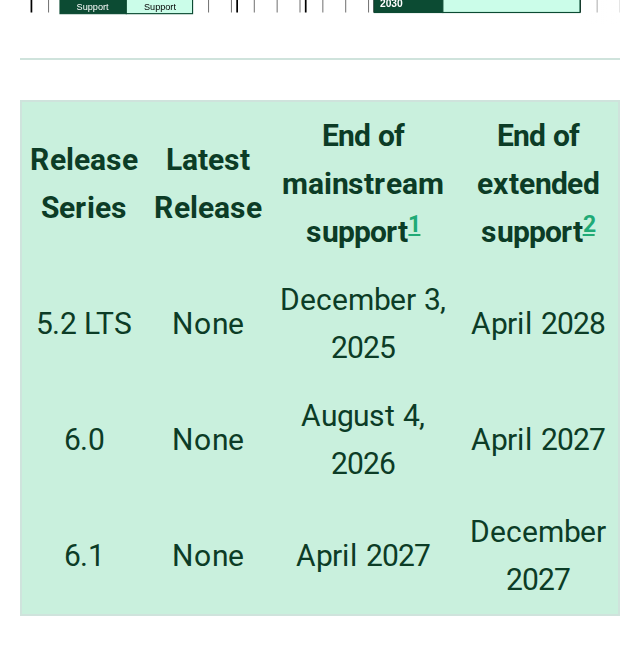 Support Support 2030
Release Series Latest Release End of mainstream support1 End of extended support2
5.2 LTS None December 3, 2025 April 2028
6.0 None August 4, 2026 April 2027
6.1 None April 2027 December 2027